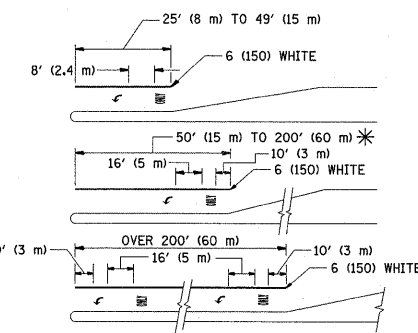 25' (8 m) TO 49' (15 m)
8' (2.4 m)
6 (150) WHITE
50' (15 m) TO 200' (60 m) *
16' (5 m)
10' (3 m)
6 (150) WHITE
OVER 200' (60 m)
0' (3 m)
16' (5 m)
10' (3 m)
6 (150) WHITE